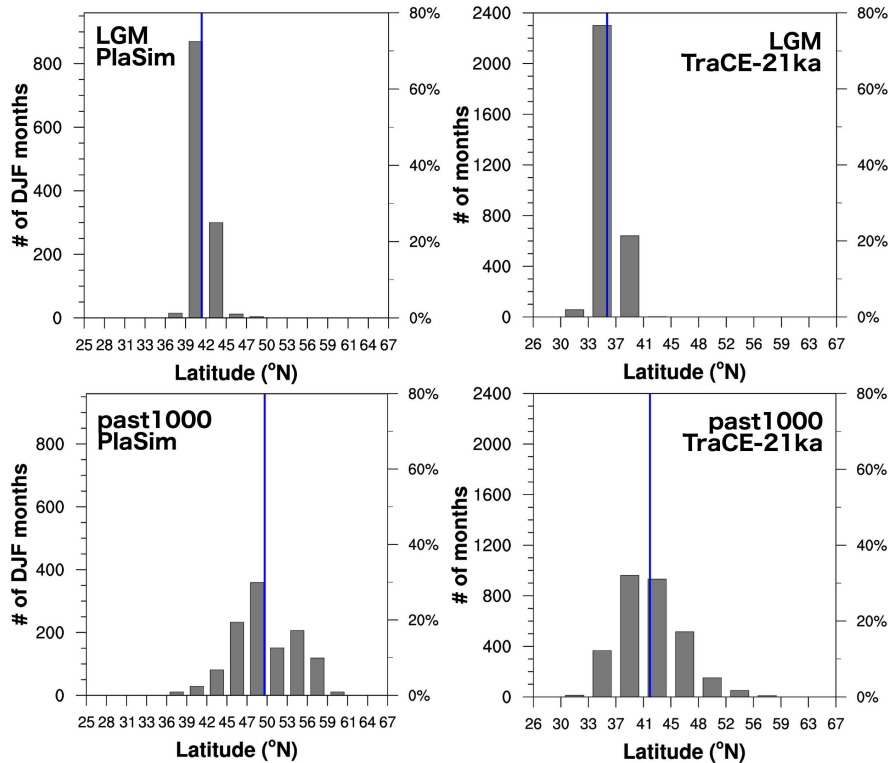 LGM
PlaSim
# of DJF months
800
600
400
200
0
80%
60%
40%
20%
0%
25 28 31 33 36 39 42 45 47 50 53 56 59 61 64 67
Latitude (°N)
LGM
TraCE-21ka
# of months
2400
2000
1600
1200
800
400
0
80%
60%
40%
20%
0%
26 30 33 37 41 45 48 52 56 59 63 67
Latitude (°N)
past1000
PlaSim
# of DJF months
800
600
400
200
0
80%
60%
40%
20%
0%
25 28 31 33 36 39 42 45 47 50 53 56 59 61 64 67
Latitude (°N)
past1000
TraCE-21ka
# of months
2400
2000
1600
1200
800
400
0
80%
60%
40%
20%
0%
26 30 33 37 41 45 48 52 56 59 63 67
Latitude (°N)